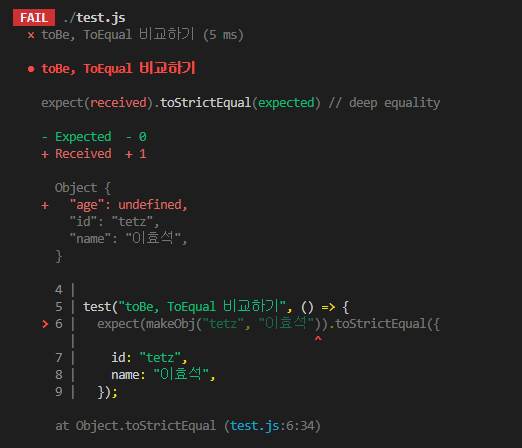 FAIL ./test.js
× toBe, ToEqual 비교하기 (5 ms)
● toBe, ToEqual 비교하기
expect(received).toStrictEqual(expected) // deep equality
- Expected - 0
+ Received + 1
Object {
+ "age": undefined,
"id": "tetz",
"name": "이효석",
}
4 |
5 | test("toBe, ToEqual 비교하기", () => {
> 6 | expect(makeObj("tetz", "이효석")).toStrictEqual({
| ^
7 | id: "tetz",
8 | name: "이효석",
9 | });
at Object.toStrictEqual (test.js:6:34)